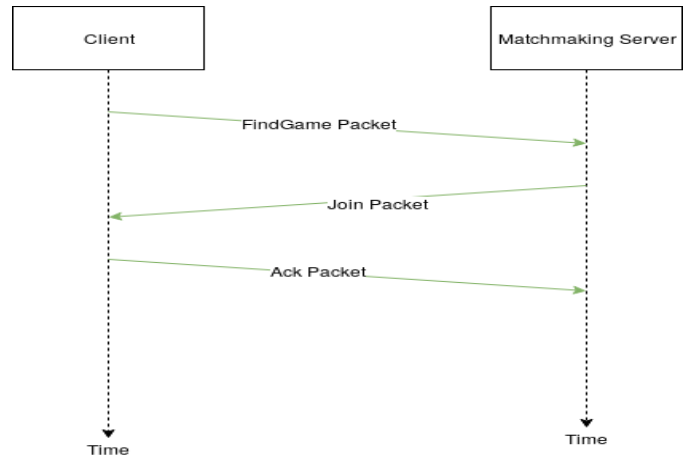 Client
Matchmaking Server
FindGame Packet
Join Packet
Ack Packet
Time
Time